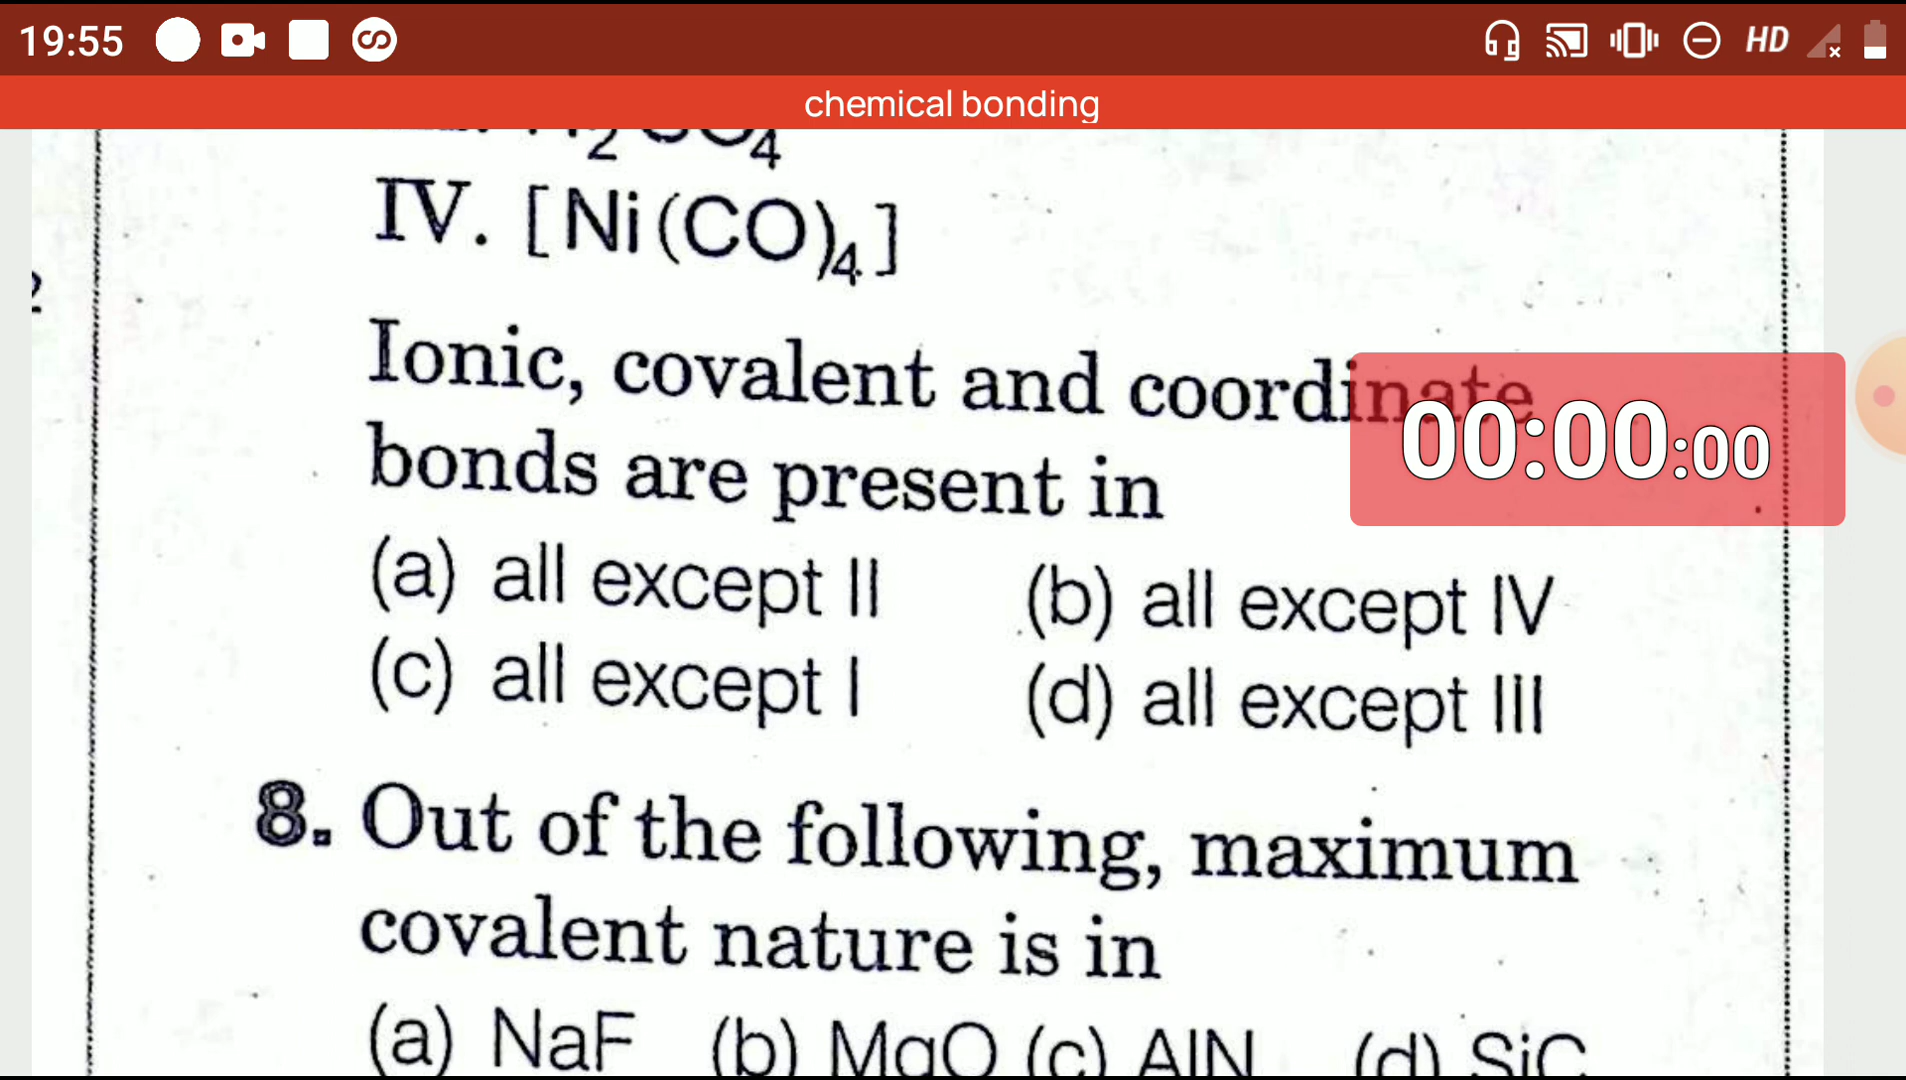 19:55 HD
chemical bonding
IV. [Ni(CO)4]
Ionic, covalent and coordinate
bonds are present in
00:00:00
(a) all except II (b) all except IV
(c) all except I (d) all except III
8. Out of the following, maximum
covalent nature is in
(a) NaF (b) MgO (c) AlN (d) SiC